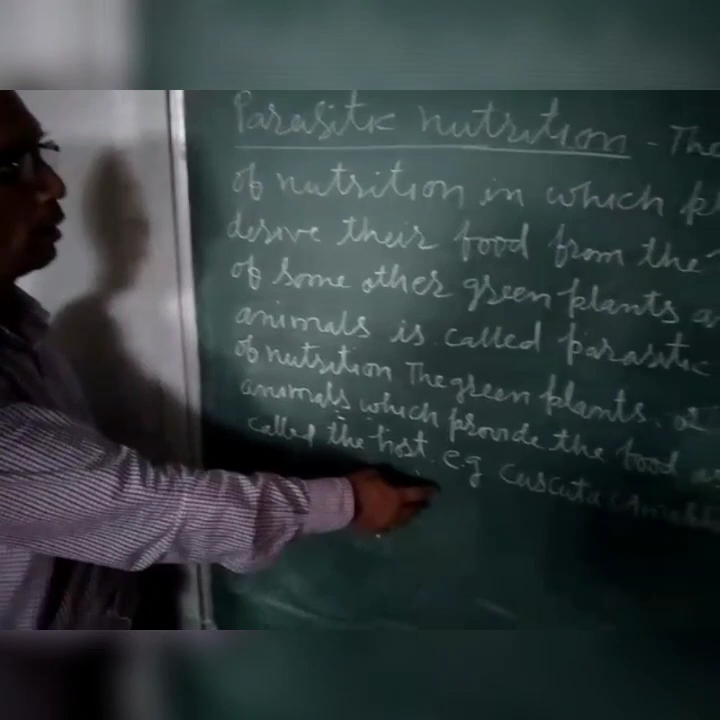 Parasitic nutrition - The
of nutrition in which
derive their food from the
of some other green plants
animals is called parasitic
of nutrition The green plants. or
animals which provide the food
called the host. e.g Cuscuta